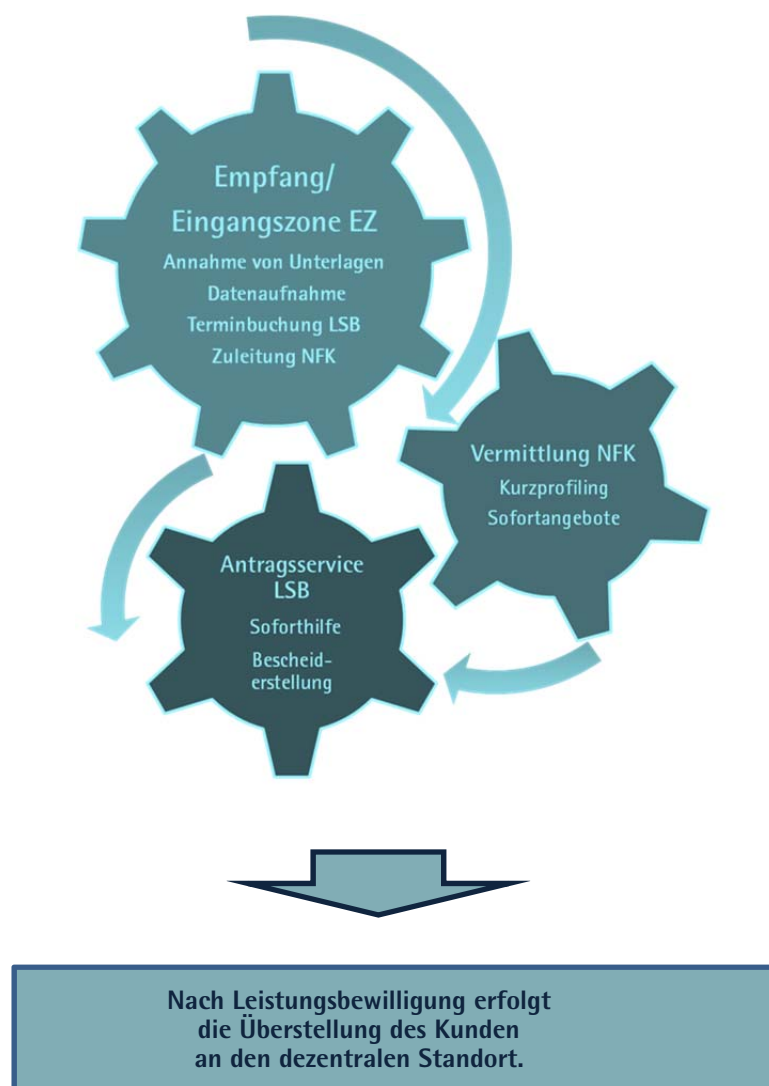 Empfang/
Eingangszone EZ
Annahme von Unterlagen
Datenaufnahme
Terminbuchung LSB
Zuleitung NFK
Vermittlung NFK
Kurzprofiling
Sofortangebote
Antragsservice
LSB
Soforthilfe
Bescheid-
erstellung
Nach Leistungsbewilligung erfolgt
die Überstellung des Kunden
an den dezentralen Standort.